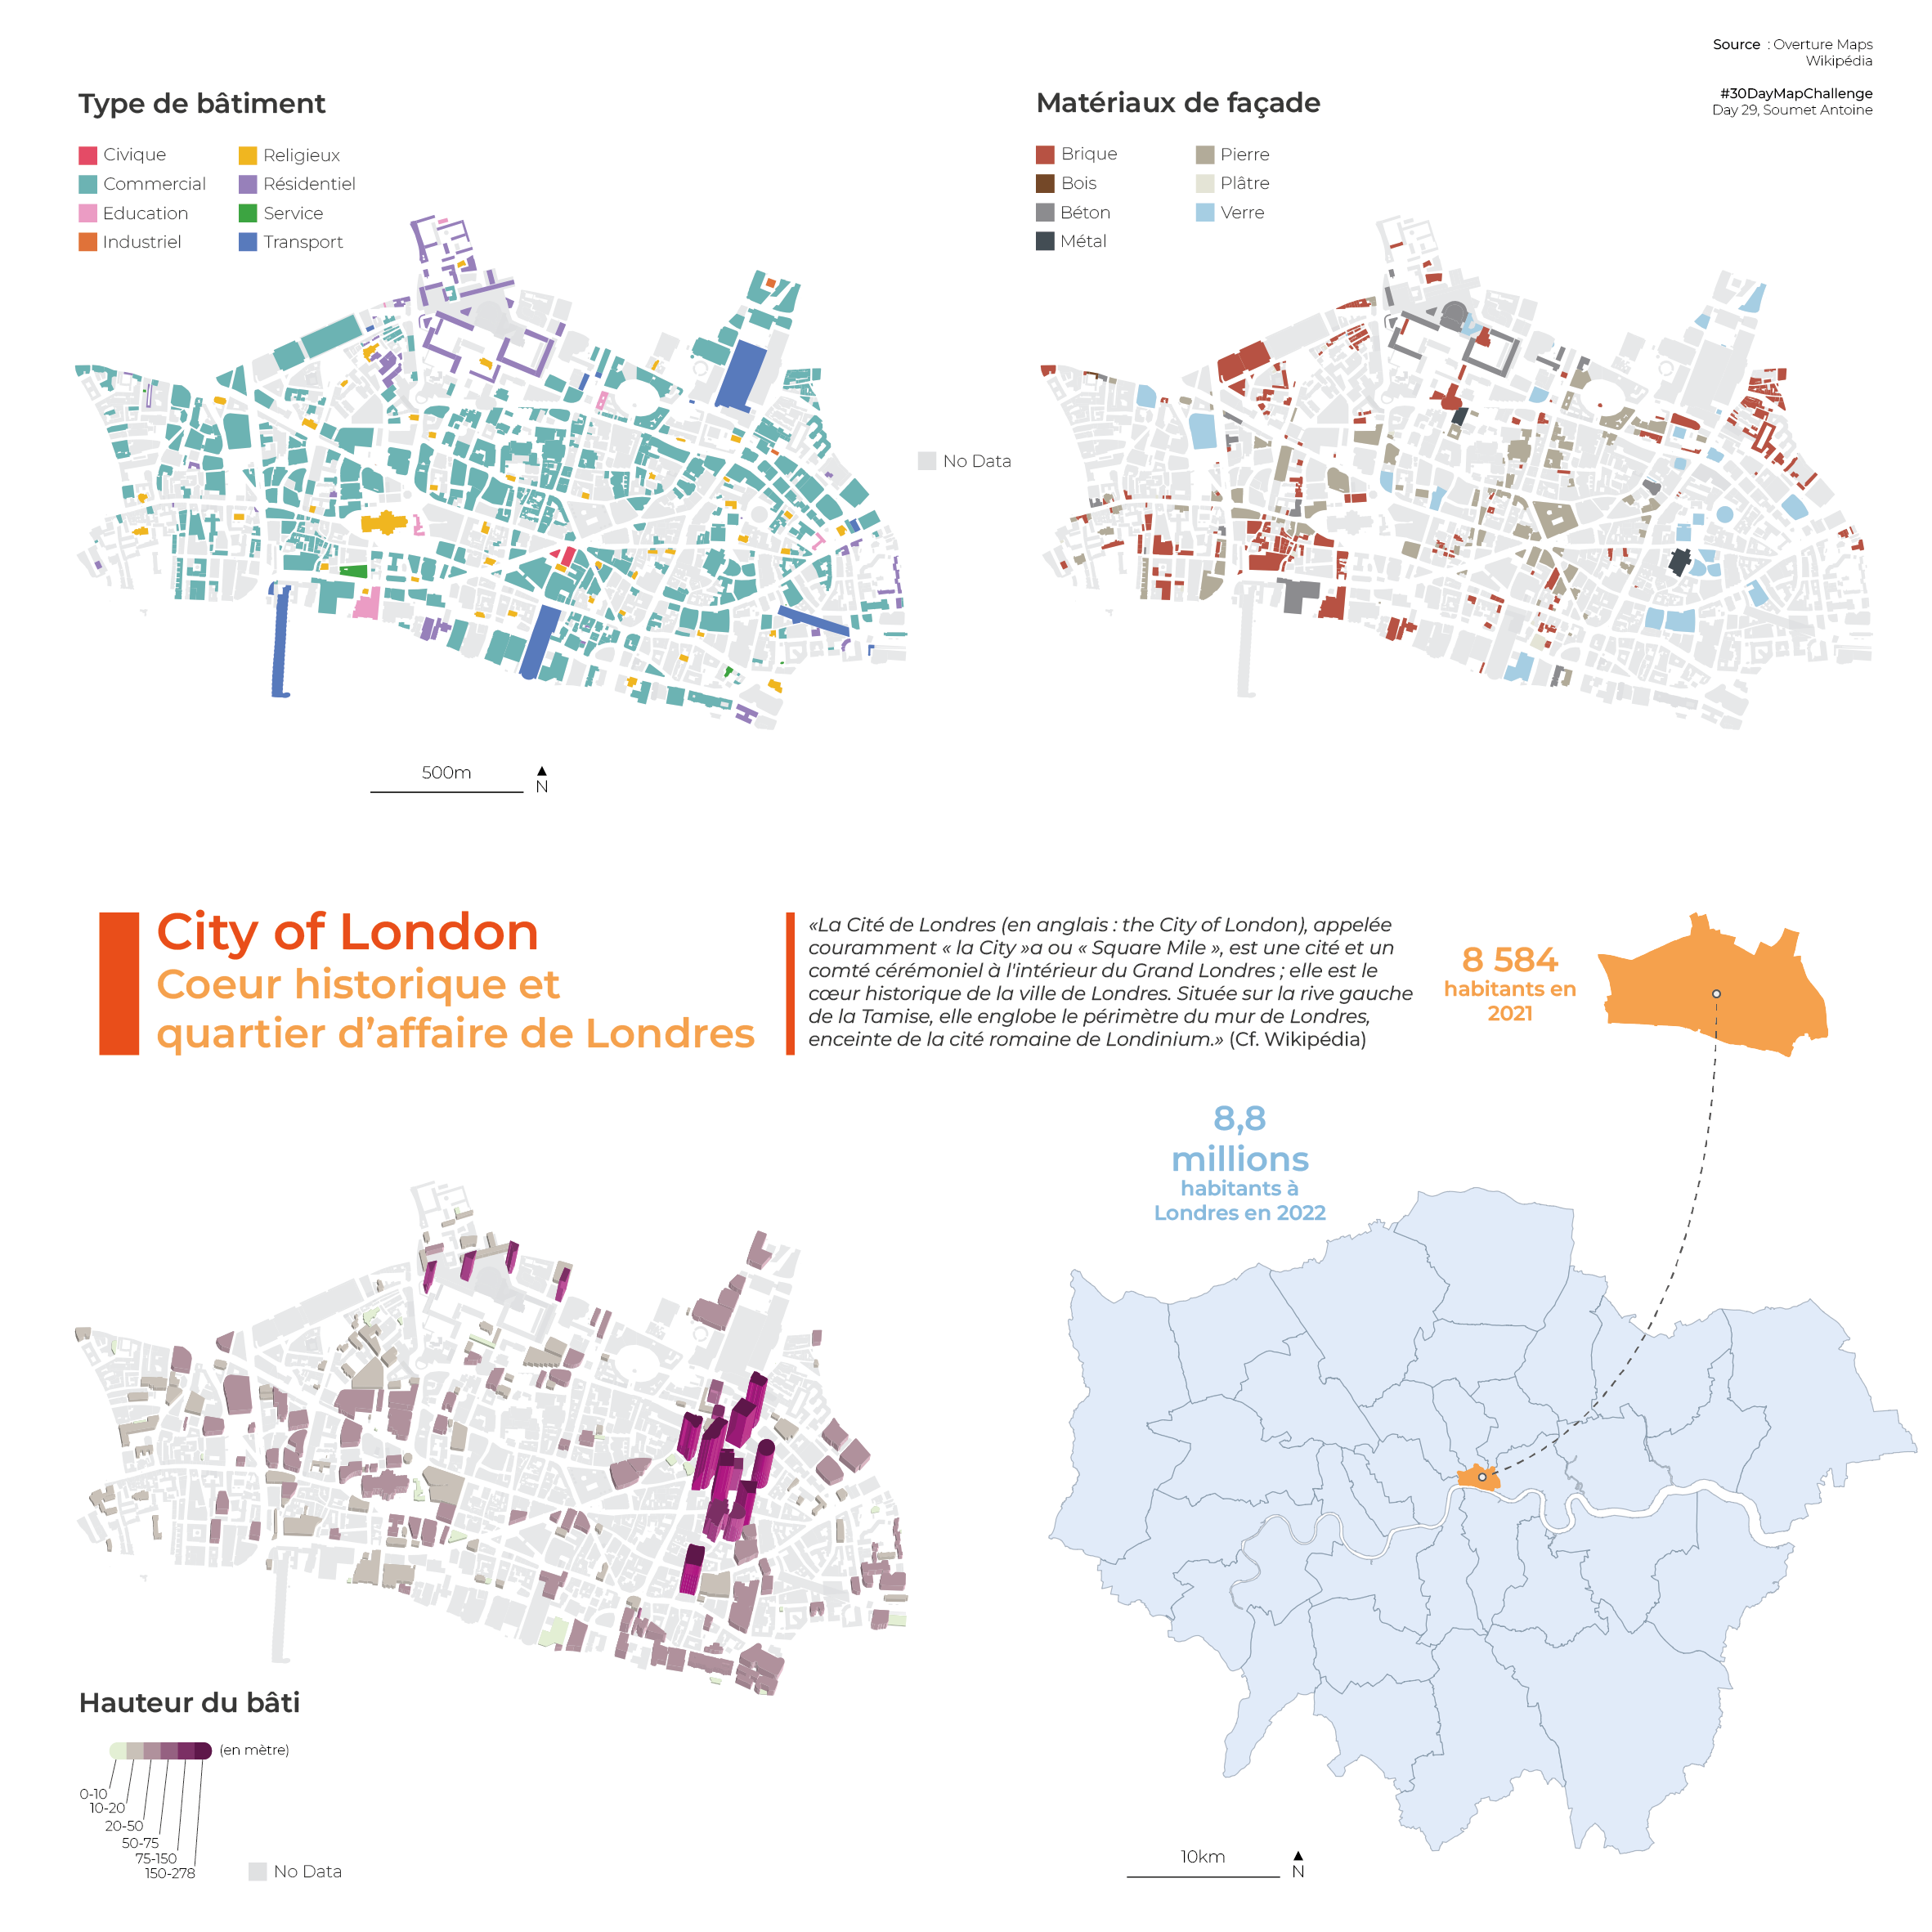 Source : Overture Maps
Wikipédia
#30DayMapChallenge
Day 29, Soumet Antoine
Type de bâtiment
Civique
Commercial
Education
Industriel
Religieux
Résidentiel
Service
Transport
Matériaux de façade
Brique
Bois
Béton
Métal
Pierre
Plâtre
Verre
No Data
500m
N
City of London
Coeur historique et
quartier d’affaire de Londres
«La Cité de Londres (en anglais : the City of London), appelée
couramment « la City »a ou « Square Mile », est une cité et un
comté cérémoniel à l'intérieur du Grand Londres ; elle est le
cœur historique de la ville de Londres. Située sur la rive gauche
de la Tamise, elle englobe le périmètre du mur de Londres,
enceinte de la cité romaine de Londinium.» (Cf. Wikipédia)
8 584
habitants en
2021
8,8
millions
habitants à
Londres en 2022
Hauteur du bâti
(en mètre)
0-10
10-20
20-50
50-75
75-150
150-278
No Data
10km
N